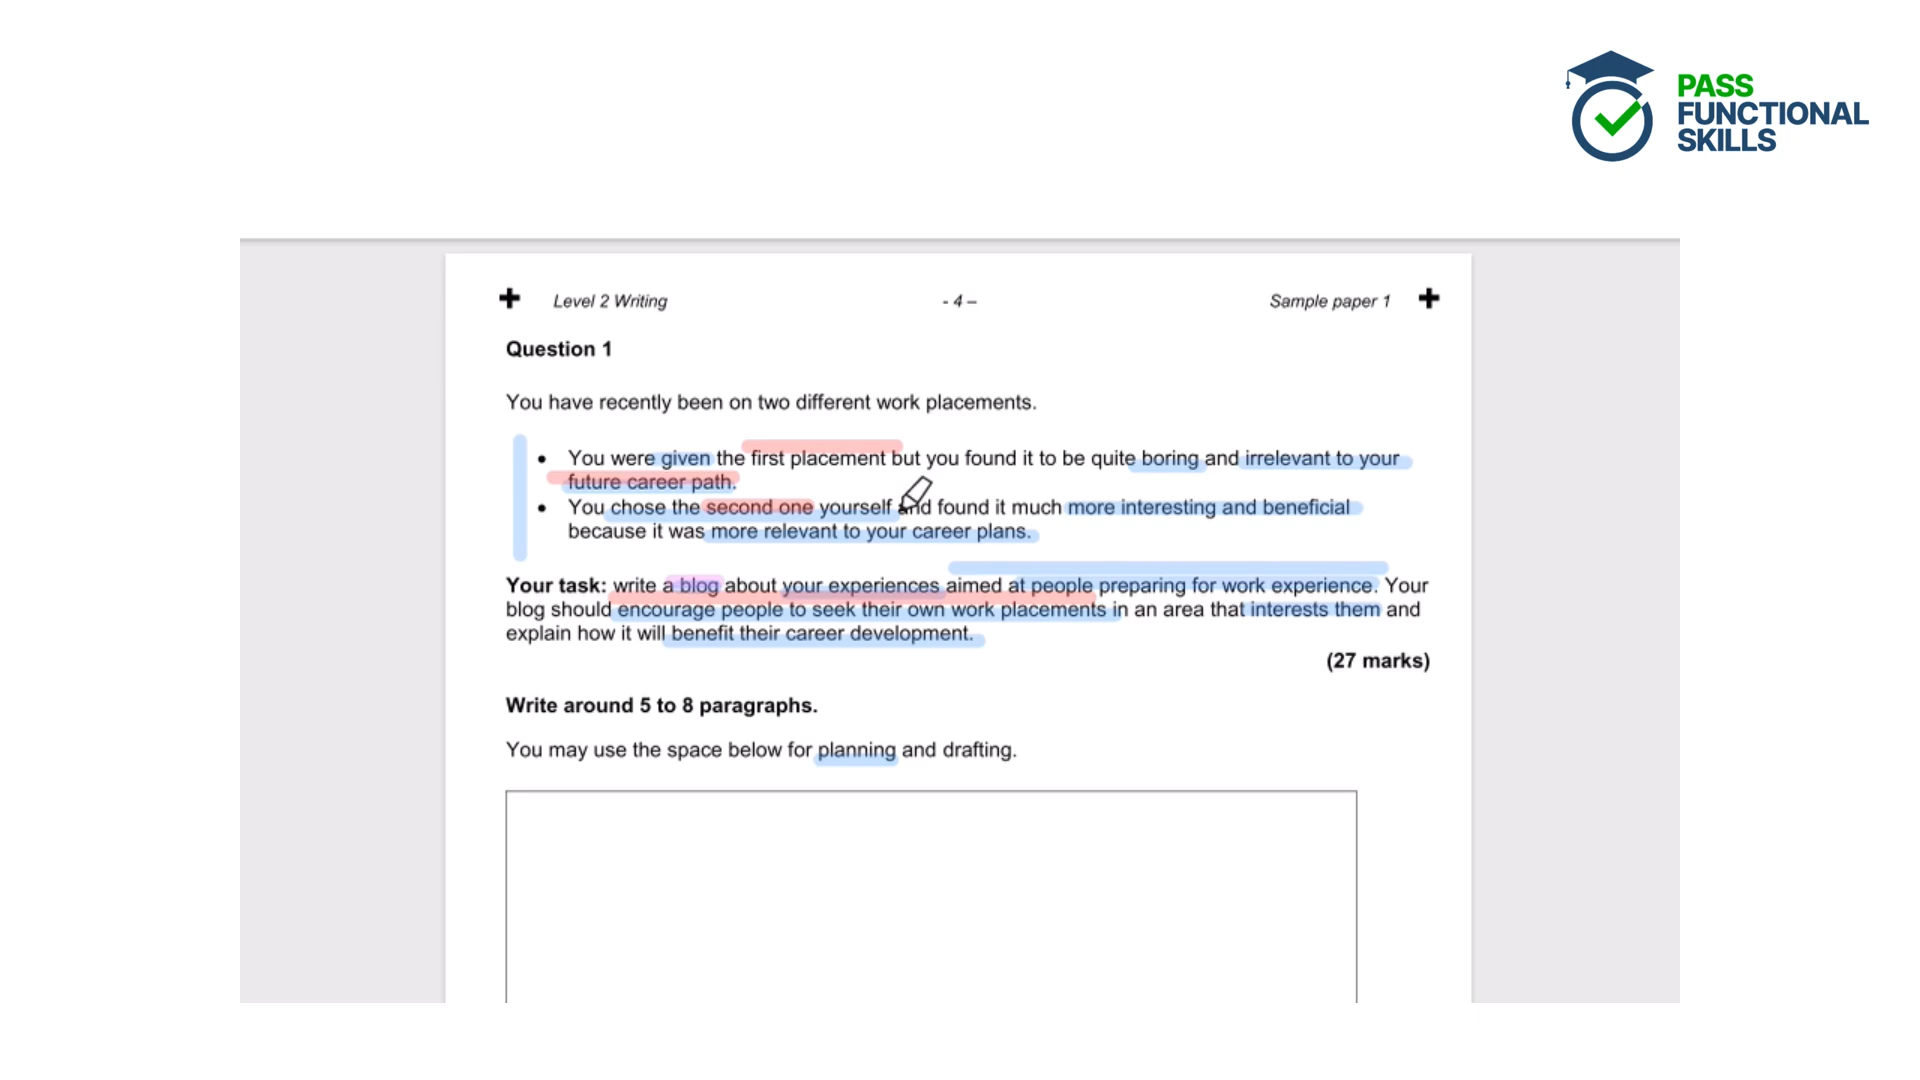 PASS
FUNCTIONAL
SKILLS
Level 2 Writing
- 4 –
Sample paper 1
Question 1
You have recently been on two different work placements.
• You were given the first placement but you found it to be quite boring and irrelevant to your
future career path.
• You chose the second one yourself and found it much more interesting and beneficial
because it was more relevant to your career plans.
Your task: write a blog about your experiences aimed at people preparing for work experience. Your
blog should encourage people to seek their own work placements in an area that interests them and
explain how it will benefit their career development.
(27 marks)
Write around 5 to 8 paragraphs.
You may use the space below for planning and drafting.